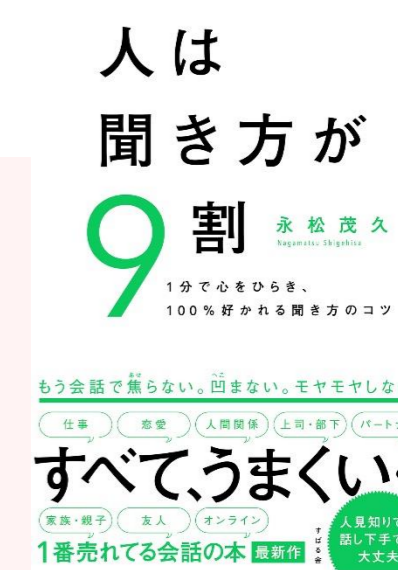 人は
聞き方が
9割
永松茂久
Nagamatsu Shigehisa
1分で心をひらき、
100%好かれる聞き方のコツ
もう会話で焦らない。凹まない。モヤモヤしな
仕事 恋愛 人間関係 上司・部下 パート
すべて、うまくい
家族・親子 友人 オンライン
1番売れてる会話の本 最新作
すばる舎
人見知りで
話し下手で
大丈夫